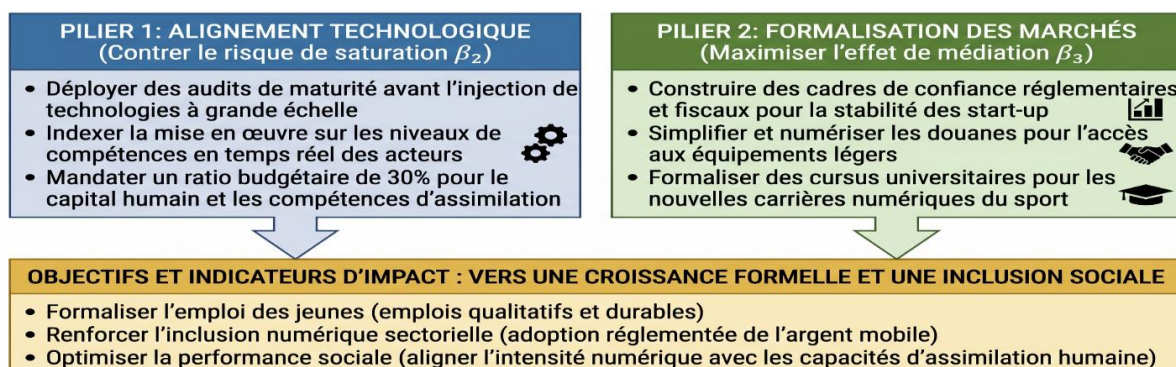 PILIER 1: ALIGNEMENT TECHNOLOGIQUE
(Contrer le risque de saturation β₂)
• Déployer des audits de maturité avant l'injection de
technologies à grande échelle
• Indexer la mise en œuvre sur les niveaux de
compétences en temps réel des acteurs
• Mandater un ratio budgétaire de 30% pour le
capital humain et les compétences d'assimilation
PILIER 2: FORMALISATION DES MARCHÉS
(Maximiser l'effet de médiation β₃)
• Construire des cadres de confiance réglementaires
et fiscaux pour la stabilité des start-up
• Simplifier et numériser les douanes pour l'accès
aux équipements légers
• Formaliser des cursus universitaires pour les
nouvelles carrières numériques du sport
OBJECTIFS ET INDICATEURS D'IMPACT : VERS UNE CROISSANCE FORMELLE ET UNE INCLUSION SOCIALE
• Formaliser l'emploi des jeunes (emplois qualitatifs et durables)
• Renforcer l'inclusion numérique sectorielle (adoption réglementée de l'argent mobile)
• Optimiser la performance sociale (aligner l'intensité numérique avec les capacités d'assimilation humaine)